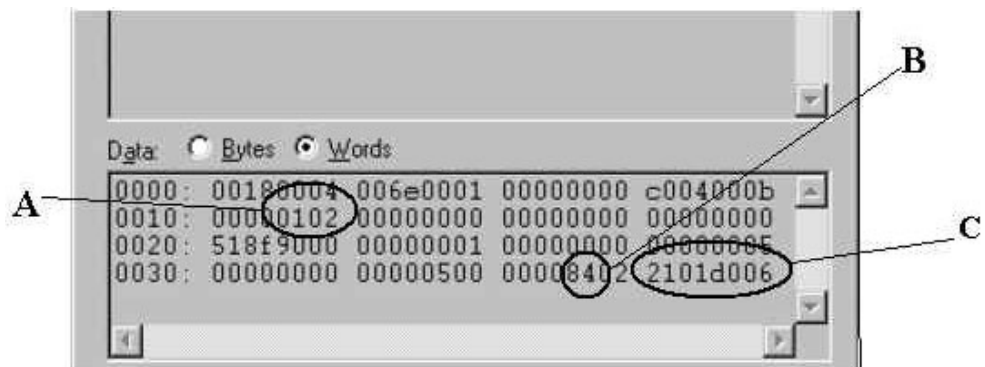 B
Data: Bytes Words
0000: 00180004 006e0001 00000000 c004000b
A
0010: 00000102 00000000 00000000 00000000
C
0020: 518f9000 00000001 00000000 00000005
0030: 00000000 00000500 00008402 2101d006